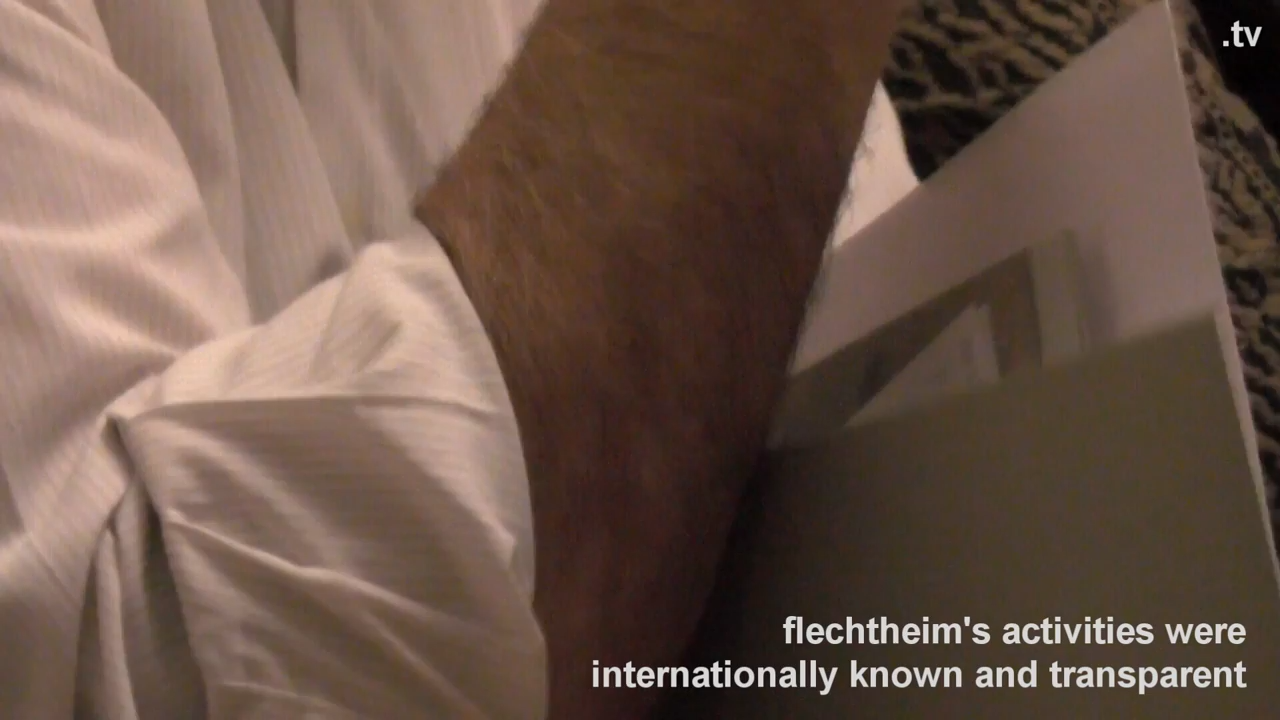 .tv
flechtheim's activities were
internationally known and transparent